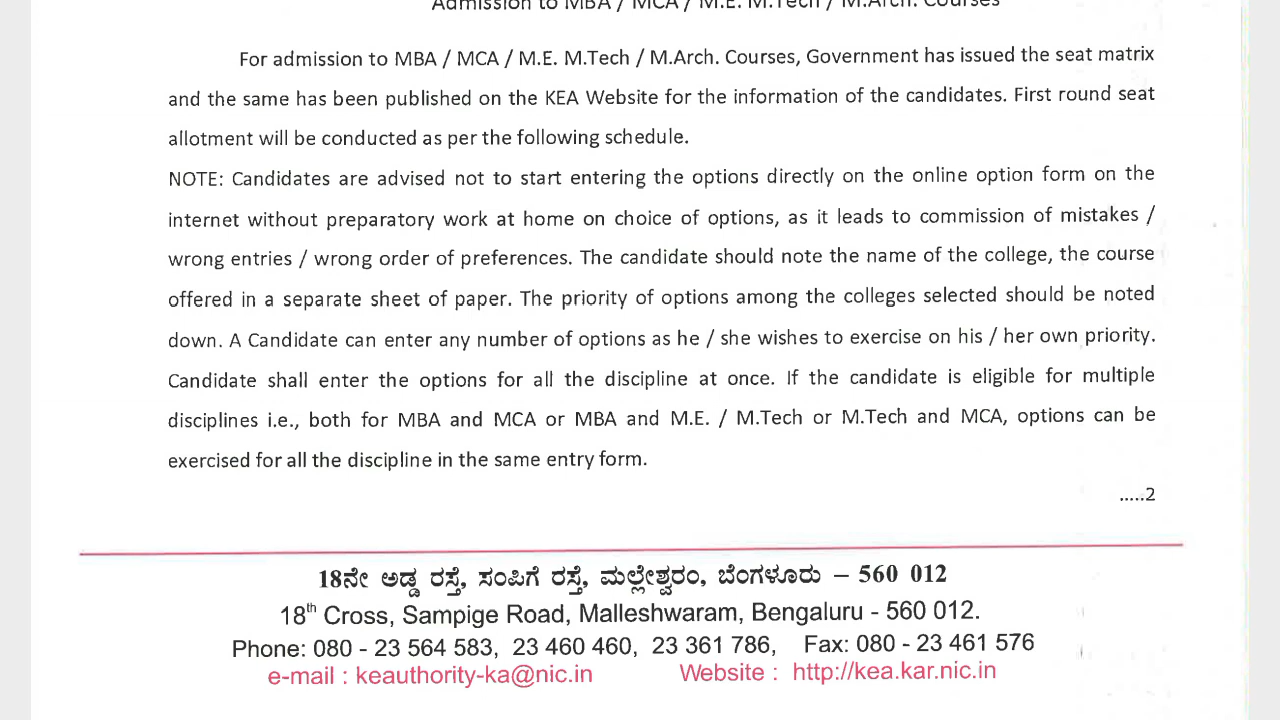 Admission to MBA / MCA / M.E. M.Tech / M.Arch. Courses
For admission to MBA / MCA / M.E. M.Tech / M.Arch. Courses, Government has issued the seat matrix
and the same has been published on the KEA Website for the information of the candidates. First round seat
allotment will be conducted as per the following schedule.
NOTE: Candidates are advised not to start entering the options directly on the online option form on the
internet without preparatory work at home on choice of options, as it leads to commission of mistakes /
wrong entries / wrong order of preferences. The candidate should note the name of the college, the course
offered in a separate sheet of paper. The priority of options among the colleges selected should be noted
down. A Candidate can enter any number of options as he / she wishes to exercise on his / her own priority.
Candidate shall enter the options for all the discipline at once. If the candidate is eligible for multiple
disciplines i.e., both for MBA and MCA or MBA and M.E. / M.Tech or M.Tech and MCA, options can be
exercised for all the discipline in the same entry form.
.....2
18ನೇ ಅಡ್ಡ ರಸ್ತೆ, ಸಂಪಿಗೆ ರಸ್ತೆ, ಮಲ್ಲೇಶ್ವರಂ, ಬೆಂಗಳೂರು – 560 012
18th Cross, Sampige Road, Malleshwaram, Bengaluru - 560 012.
Phone: 080 - 23 564 583, 23 460 460, 23 361 786, Fax: 080 - 23 461 576
e-mail : keauthority-ka@nic.in Website : http://kea.kar.nic.in